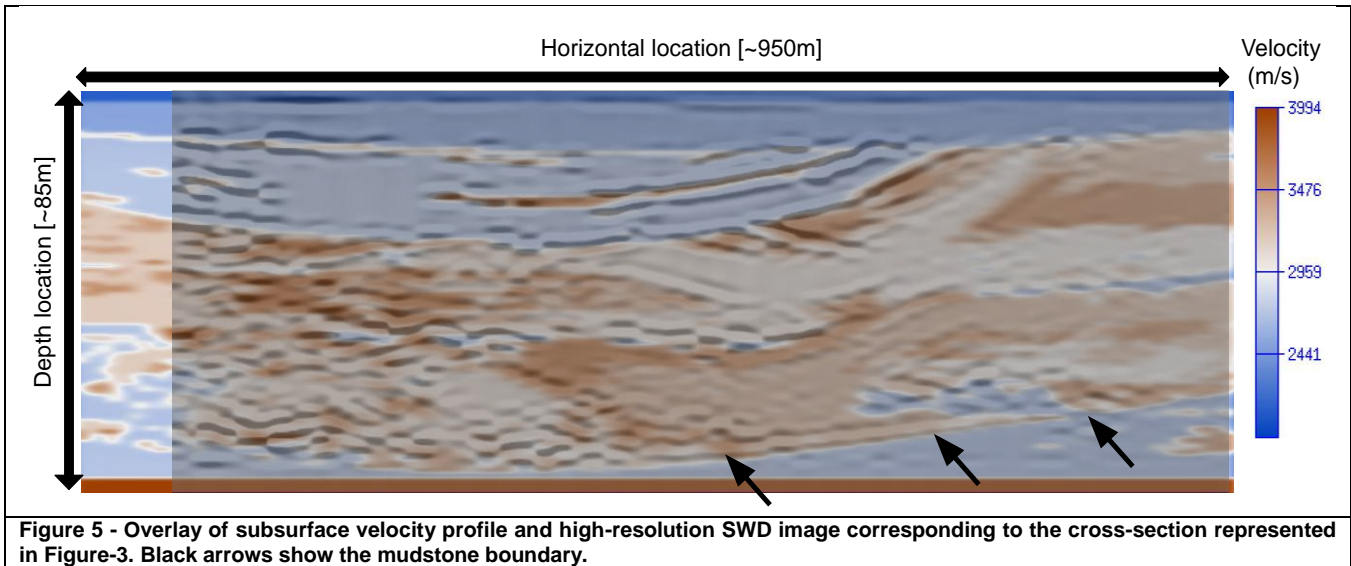 Horizontal location [~950m]
Velocity
(m/s)
3994
3476
2959
2441
Depth location [~85m]
Figure 5 - Overlay of subsurface velocity profile and high-resolution SWD image corresponding to the cross-section represented
in Figure-3. Black arrows show the mudstone boundary.